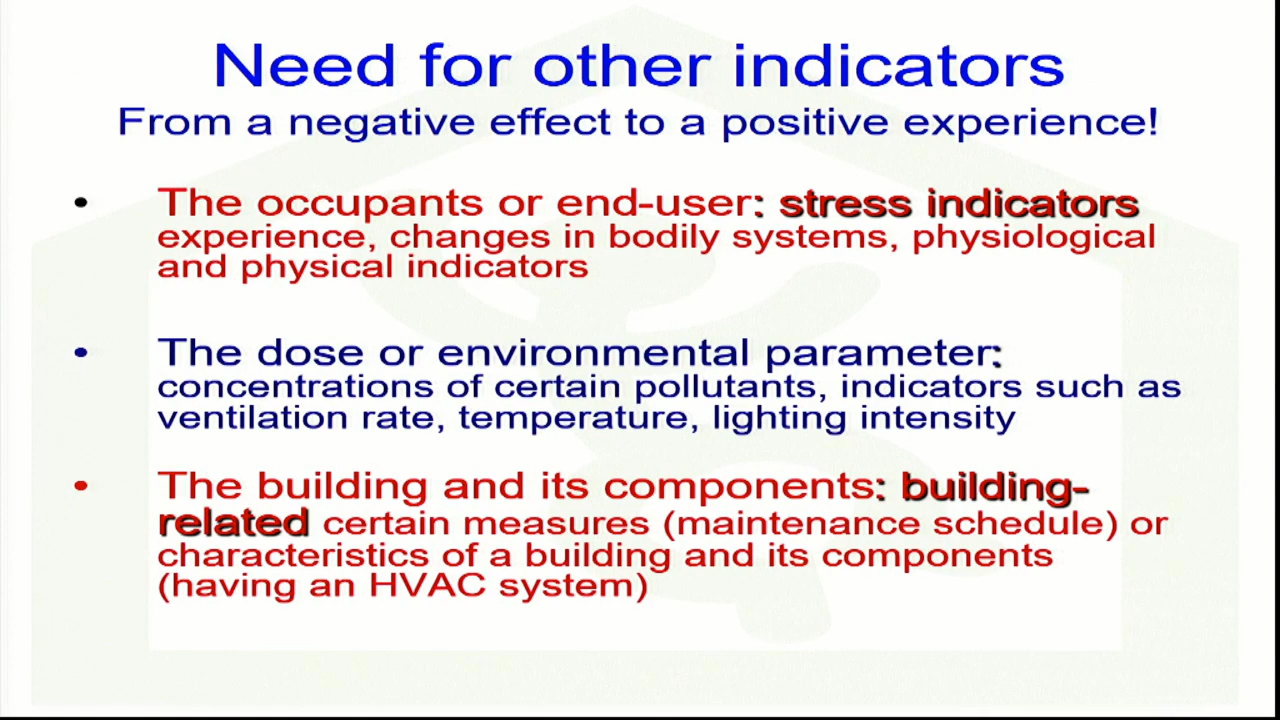 Need for other indicators
From a negative effect to a positive experience!
• The occupants or end-user: stress indicators
experience, changes in bodily systems, physiological
and physical indicators
• The dose or environmental parameter:
concentrations of certain pollutants, indicators such as
ventilation rate, temperature, lighting intensity
• The building and its components: building-
related certain measures (maintenance schedule) or
characteristics of a building and its components
(having an HVAC system)